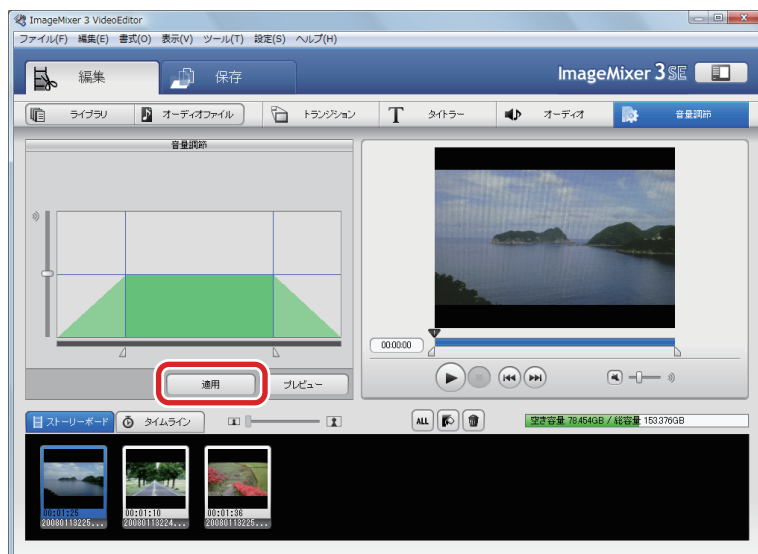 ImageMixer 3 VideoEditor
ファイル(F) 編集(E) 書式(O) 表示(V) ツール(T) 設定(S) ヘルプ(H)
編集 保存 ImageMixer 3 SE
ライブラリ オーディオファイル トランジション T タイトラー オーディオ 音量調節
音量調節
00:00:00
適用 プレビュー
ストーリーボード タイムライン ALL 空き容量 78.454GB / 総容量 153.376GB
00:01:25 00:01:10 00:01:36
20080113225... 20080113224... 20080113225...